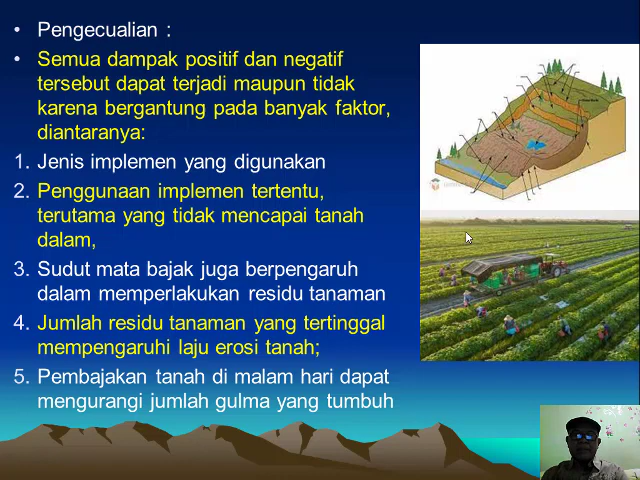 Pengecualian :
Semua dampak positif dan negatif
tersebut dapat terjadi maupun tidak
karena bergantung pada banyak faktor,
diantaranya:
1. Jenis implemen yang digunakan
2. Penggunaan implemen tertentu,
terutama yang tidak mencapai tanah
dalam,
3. Sudut mata bajak juga berpengaruh
dalam memperlakukan residu tanaman
4. Jumlah residu tanaman yang tertinggal
mempengaruhi laju erosi tanah;
5. Pembajakan tanah di malam hari dapat
mengurangi jumlah gulma yang tumbuh